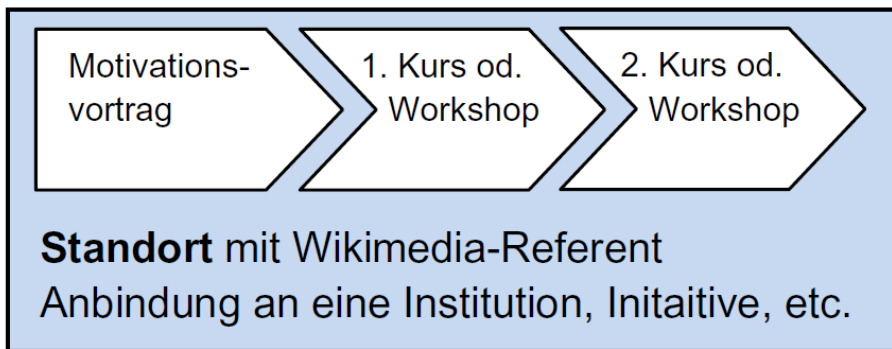 Motivations-
vortrag
1. Kurs od.
Workshop
2. Kurs od.
Workshop
Standort mit Wikimedia-Referent
Anbindung an eine Institution, Initaitive, etc.